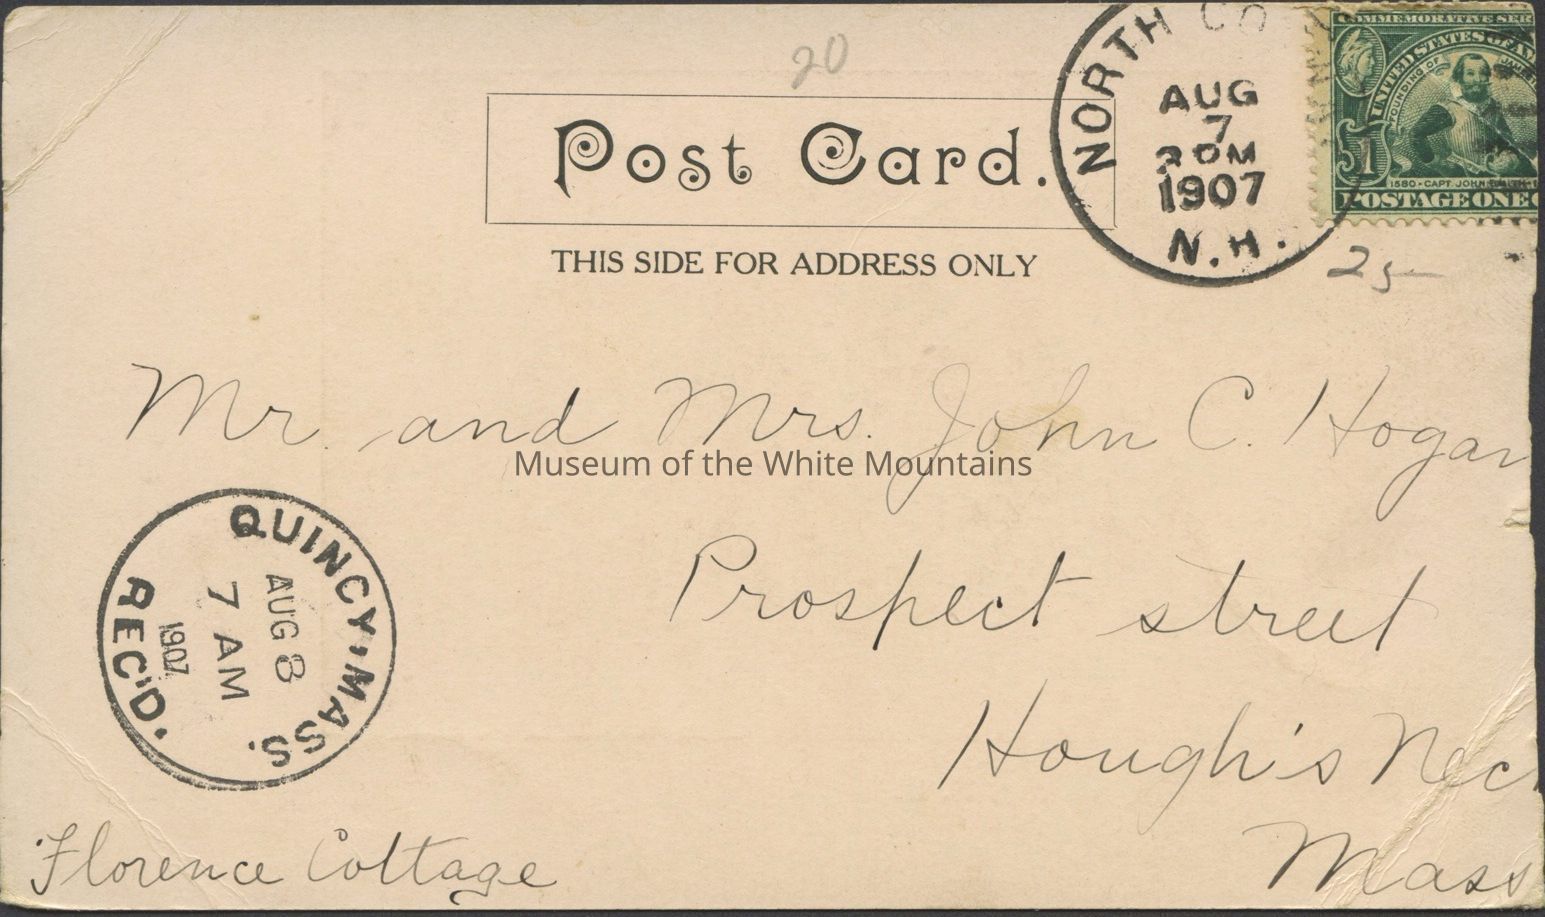 20
Post Card.
THIS SIDE FOR ADDRESS ONLY
NORTH CO
AUG
7
2 PM
1907
N.H.
COMMEMORATIVE SER
UNITED STATES OF AM
FOUNDING OF JAMES
1
1580 · CAPT. JOHN SMITH
POSTAGE ONE C
25
Mr. and Mrs. John C. Hogan
Museum of the White Mountains
Prospect street
Hough's Nec
Mass
QUINCY, MASS.
AUG 8
7 AM
1907
REC'D.
Florence Cottage